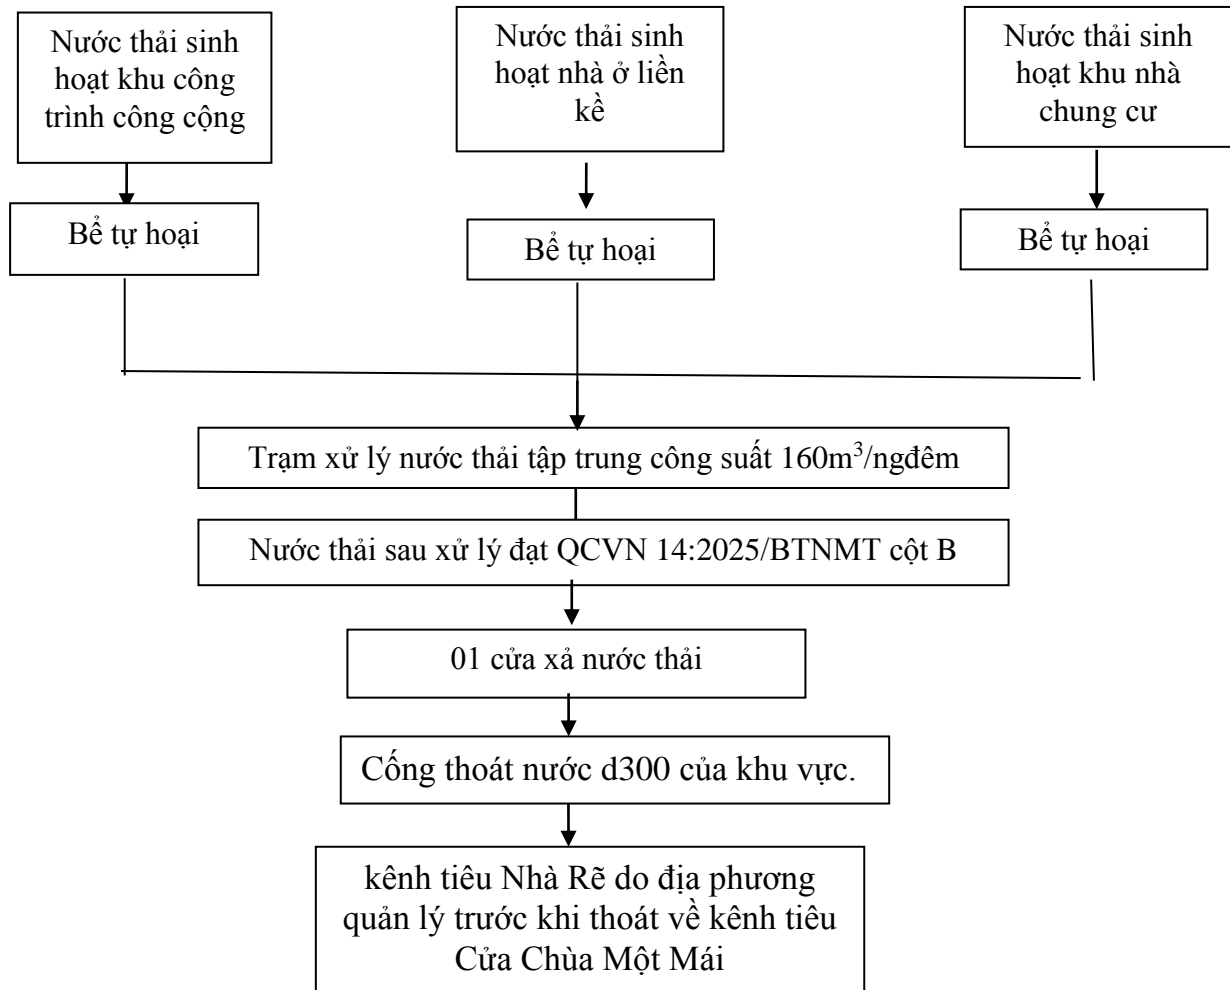 Nước thải sinh
hoạt khu công
trình công cộng
Nước thải sinh
hoạt nhà ở liền
kề
Nước thải sinh
hoạt khu nhà
chung cư
Bể tự hoại
Bể tự hoại
Bể tự hoại
Trạm xử lý nước thải tập trung công suất 160m³/ngđêm
Nước thải sau xử lý đạt QCVN 14:2025/BTNMT cột B
01 cửa xả nước thải
Cống thoát nước d300 của khu vực.
kênh tiêu Nhà Rẽ do địa phương
quản lý trước khi thoát về kênh tiêu
Cửa Chùa Một Mái